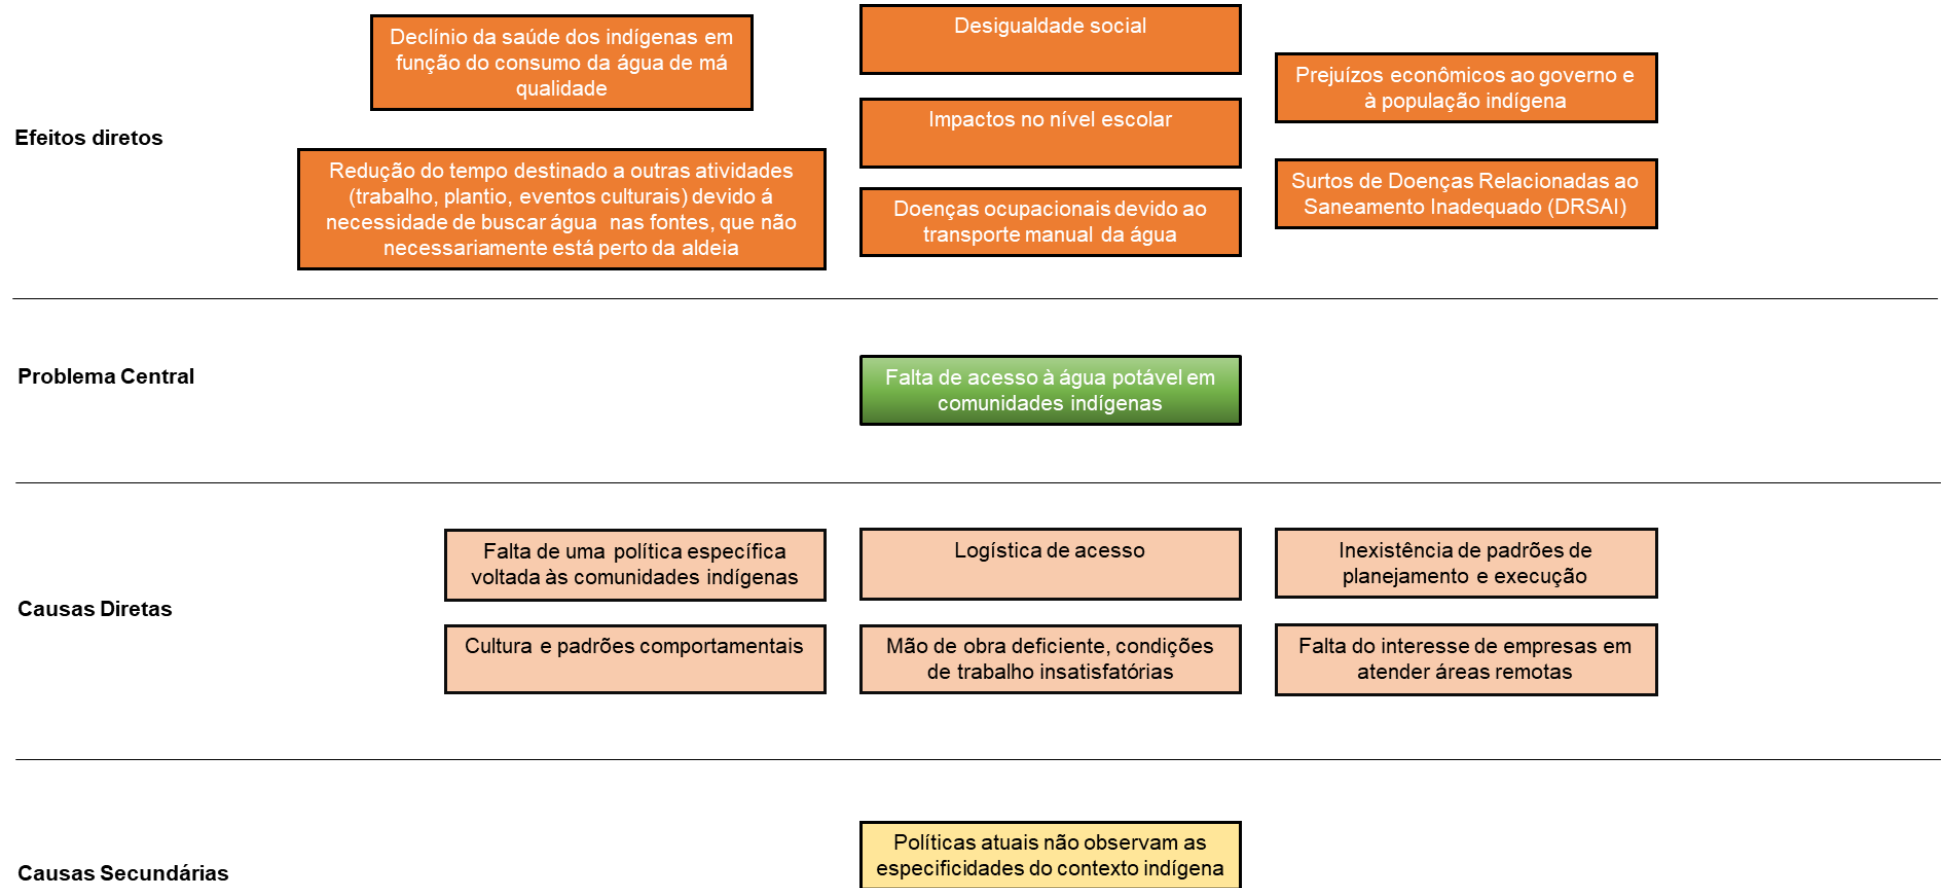 Efeitos diretos
Declínio da saúde dos indígenas em
função do consumo da água de má
qualidade
Redução do tempo destinado a outras atividades
(trabalho, plantio, eventos culturais) devido á
necessidade de buscar água nas fontes, que não
necessariamente está perto da aldeia
Desigualdade social
Impactos no nível escolar
Doenças ocupacionais devido ao
transporte manual da água
Prejuízos econômicos ao governo e
à população indígena
Surtos de Doenças Relacionadas ao
Saneamento Inadequado (DRSAI)
Problema Central
Falta de acesso à água potável em
comunidades indígenas
Causas Diretas
Falta de uma política específica
voltada às comunidades indígenas
Logística de acesso
Inexistência de padrões de
planejamento e execução
Cultura e padrões comportamentais
Mão de obra deficiente, condições
de trabalho insatisfatórias
Falta do interesse de empresas em
atender áreas remotas
Causas Secundárias
Políticas atuais não observam as
especificidades do contexto indígena